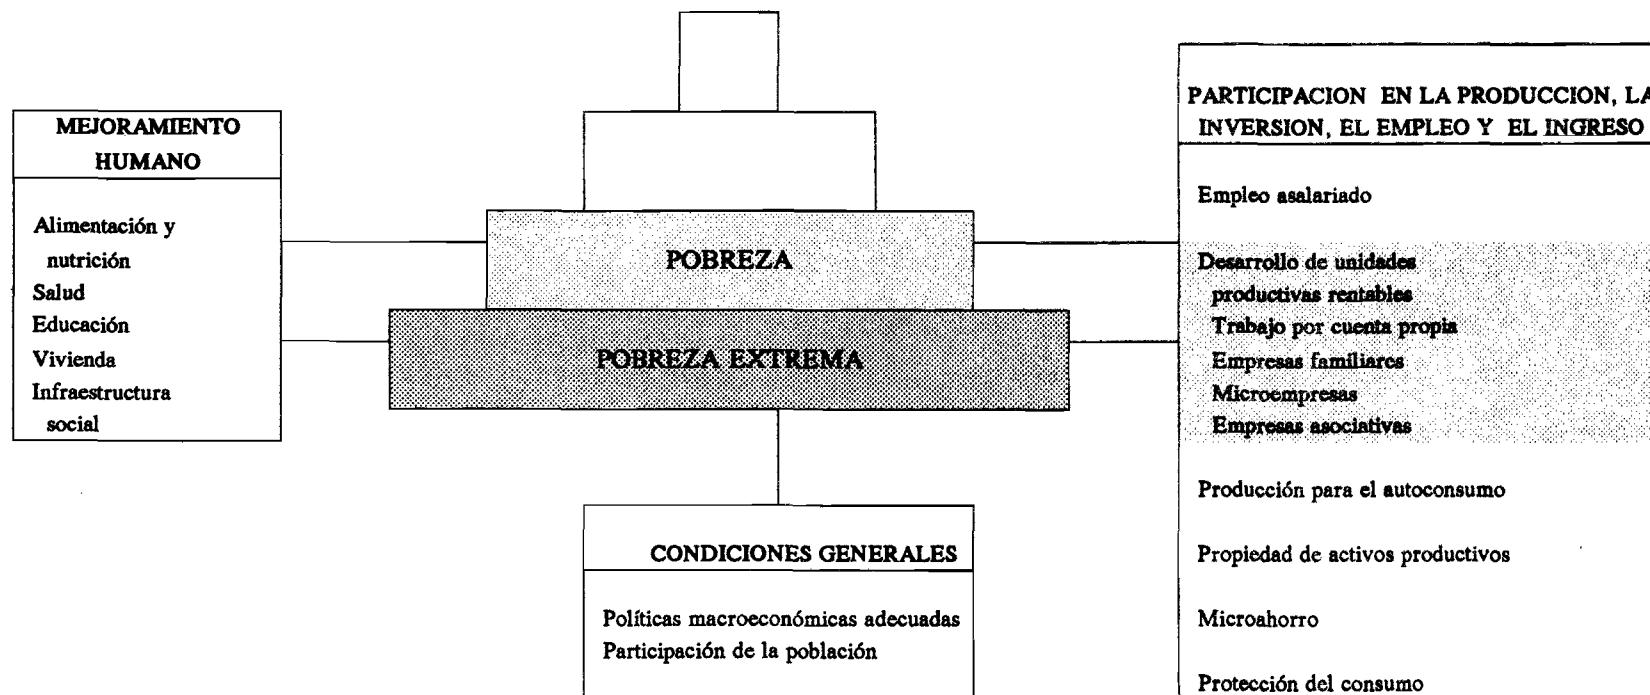 MEJORAMIENTO
HUMANO
Alimentación y
nutrición
Salud
Educación
Vivienda
Infraestructura
social
POBREZA
POBREZA EXTREMA
CONDICIONES GENERALES
Políticas macroeconómicas adecuadas
Participación de la población
PARTICIPACION EN LA PRODUCCION, LA
INVERSION, EL EMPLEO Y EL INGRESO
Empleo asalariado
Desarrollo de unidades
productivas rentables
Trabajo por cuenta propia
Empresas familiares
Microempresas
Empresas asociativas
Producción para el autoconsumo
Propiedad de activos productivos
Microahorro
Protección del consumo